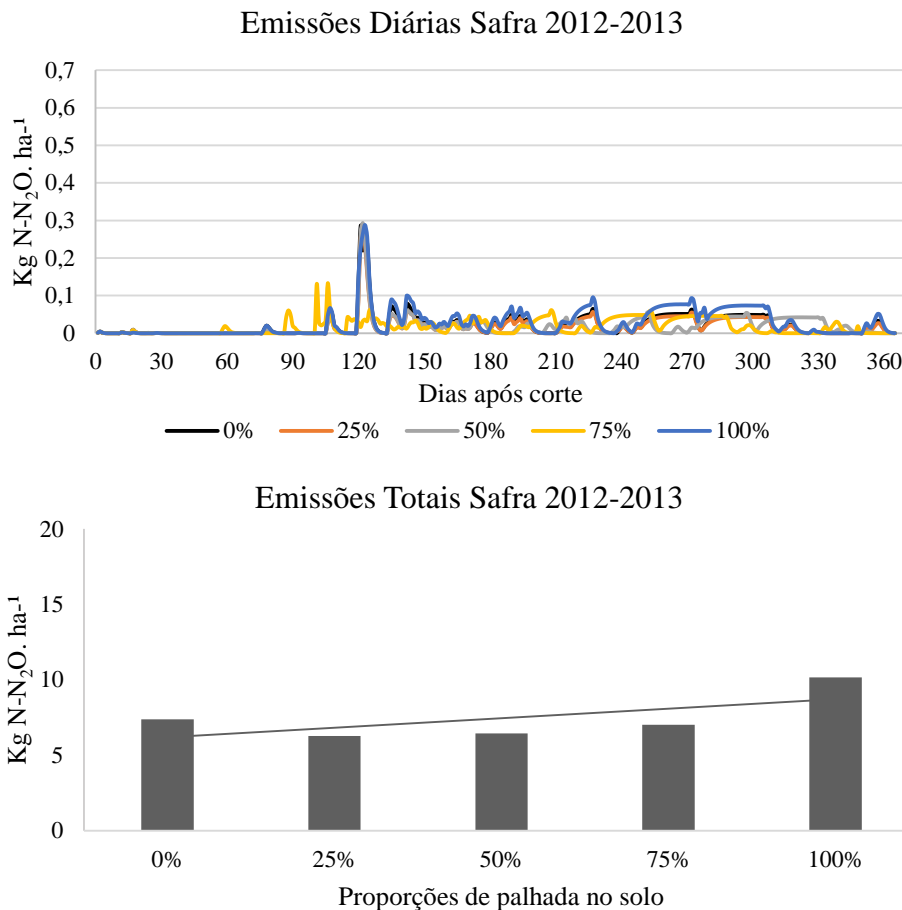 Emissões Diárias Safra 2012-2013
0,7
0,6
0,5
0,4
0,3
0,2
0,1
0
Kg N-N₂O. ha-¹
0 30 60 90 120 150 180 210 240 270 300 330 360
Dias após corte
0% 25% 50% 75% 100%
Emissões Totais Safra 2012-2013
20
15
10
5
0
Kg N-N₂O. ha-¹
0% 25% 50% 75% 100%
Proporções de palhada no solo